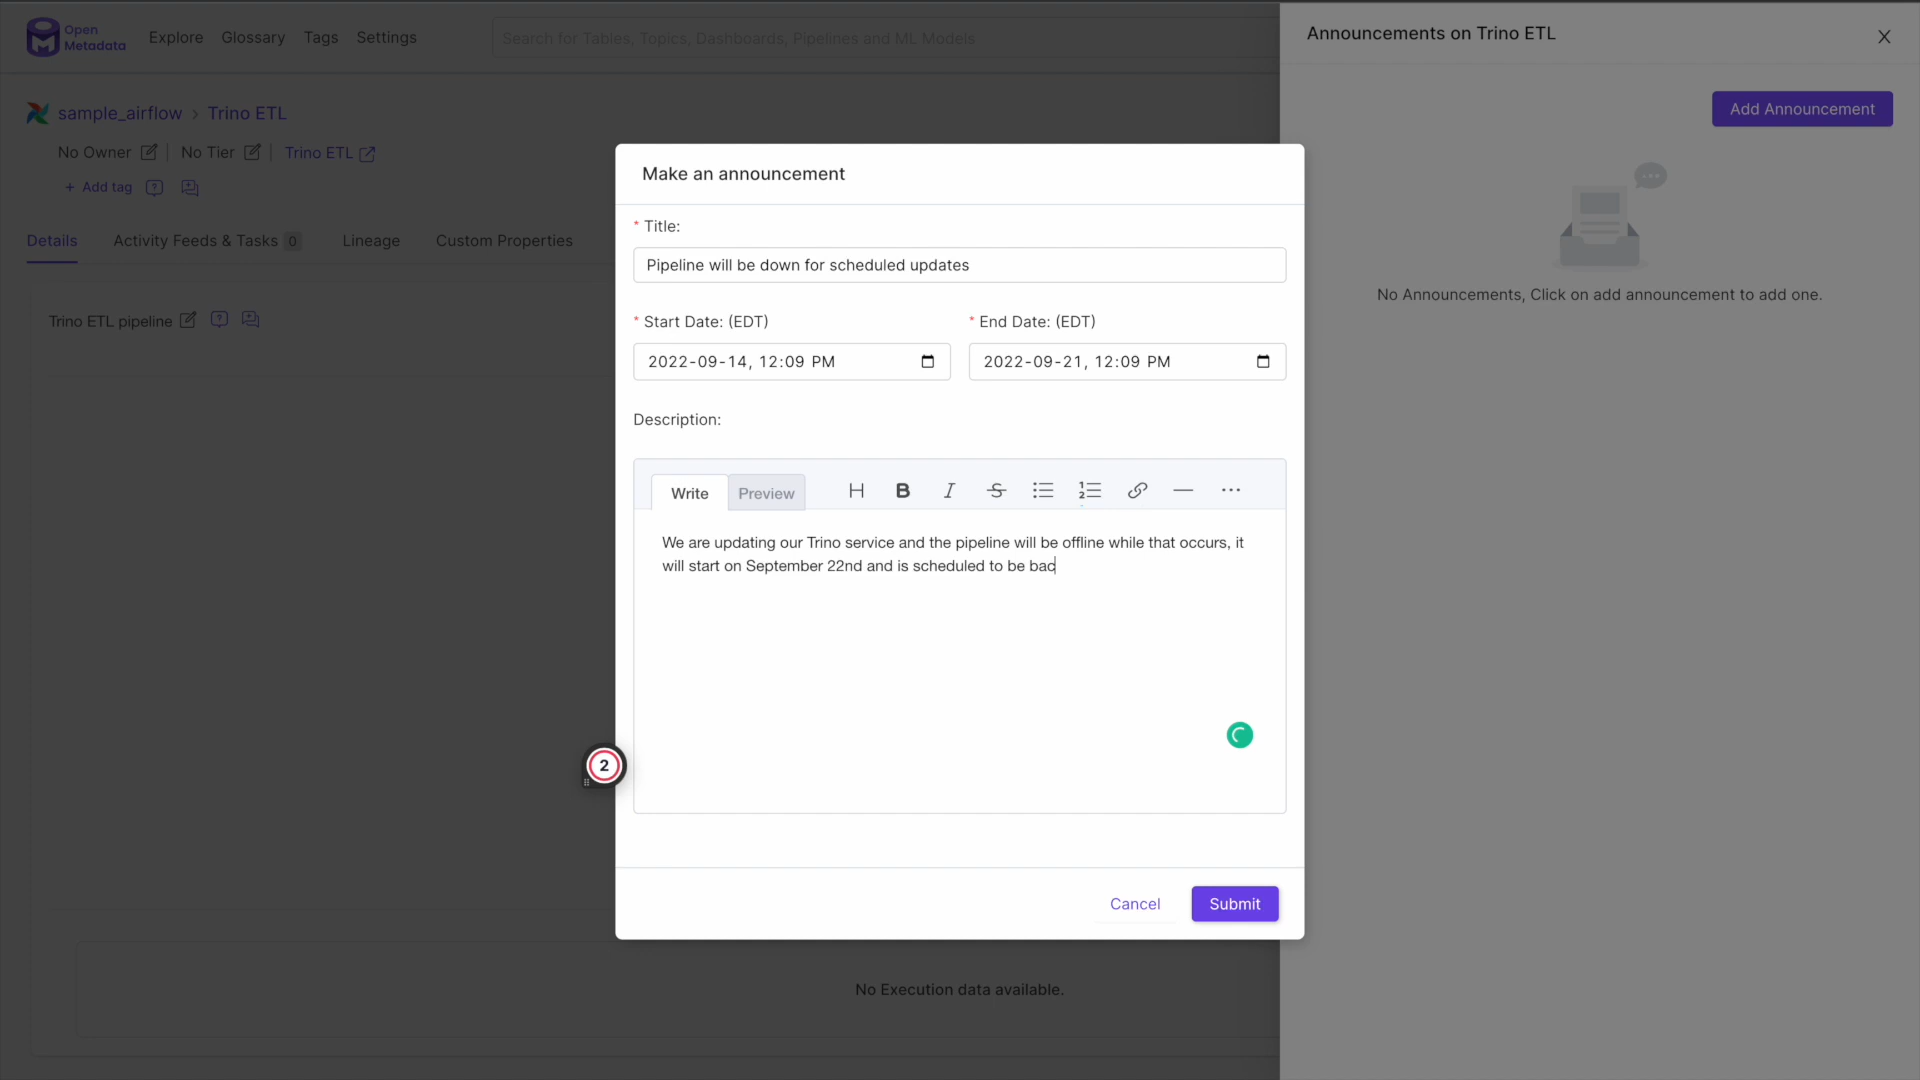 Open Metadata
Explore Glossary Tags Settings
Search for Tables, Topics, Dashboards, Pipelines and ML Models
Announcements on Trino ETL
Add Announcement
No Announcements, Click on add announcement to add one.
sample_airflow > Trino ETL
No Owner | No Tier | Trino ETL
+ Add tag
Details Activity Feeds & Tasks 0 Lineage Custom Properties
Trino ETL pipeline
Make an announcement
* Title:
Pipeline will be down for scheduled updates
* Start Date: (EDT) * End Date: (EDT)
2022-09-14, 12:09 PM 2022-09-21, 12:09 PM
Description:
Write Preview H B I S
We are updating our Trino service and the pipeline will be offline while that occurs, it
will start on September 22nd and is scheduled to be bac
2
Cancel Submit
No Execution data available.